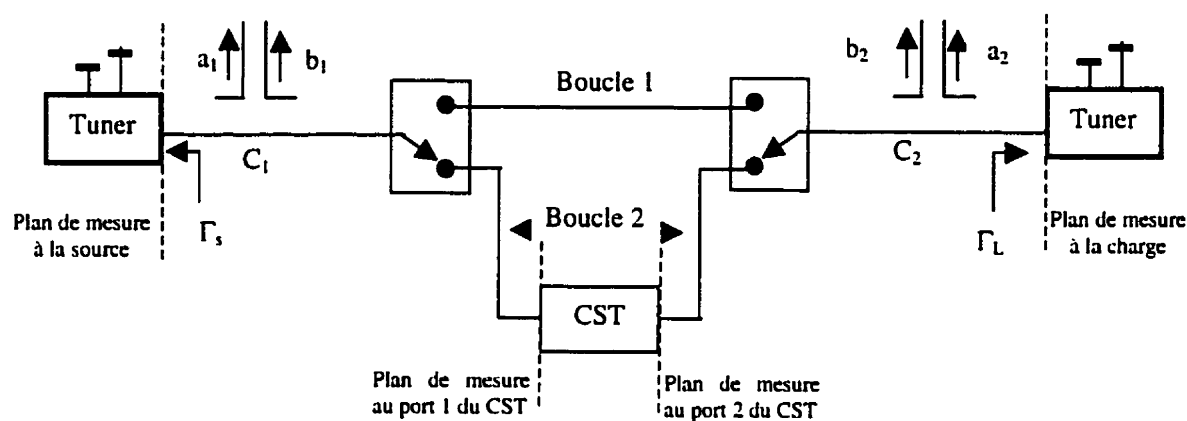 a1
b1
b2
a2
Boucle 1
Tuner
Tuner
C1
C2
Boucle 2
Plan de mesure
à la source
Γs
ΓL
Plan de mesure
à la charge
CST
Plan de mesure
au port 1 du CST
Plan de mesure
au port 2 du CST